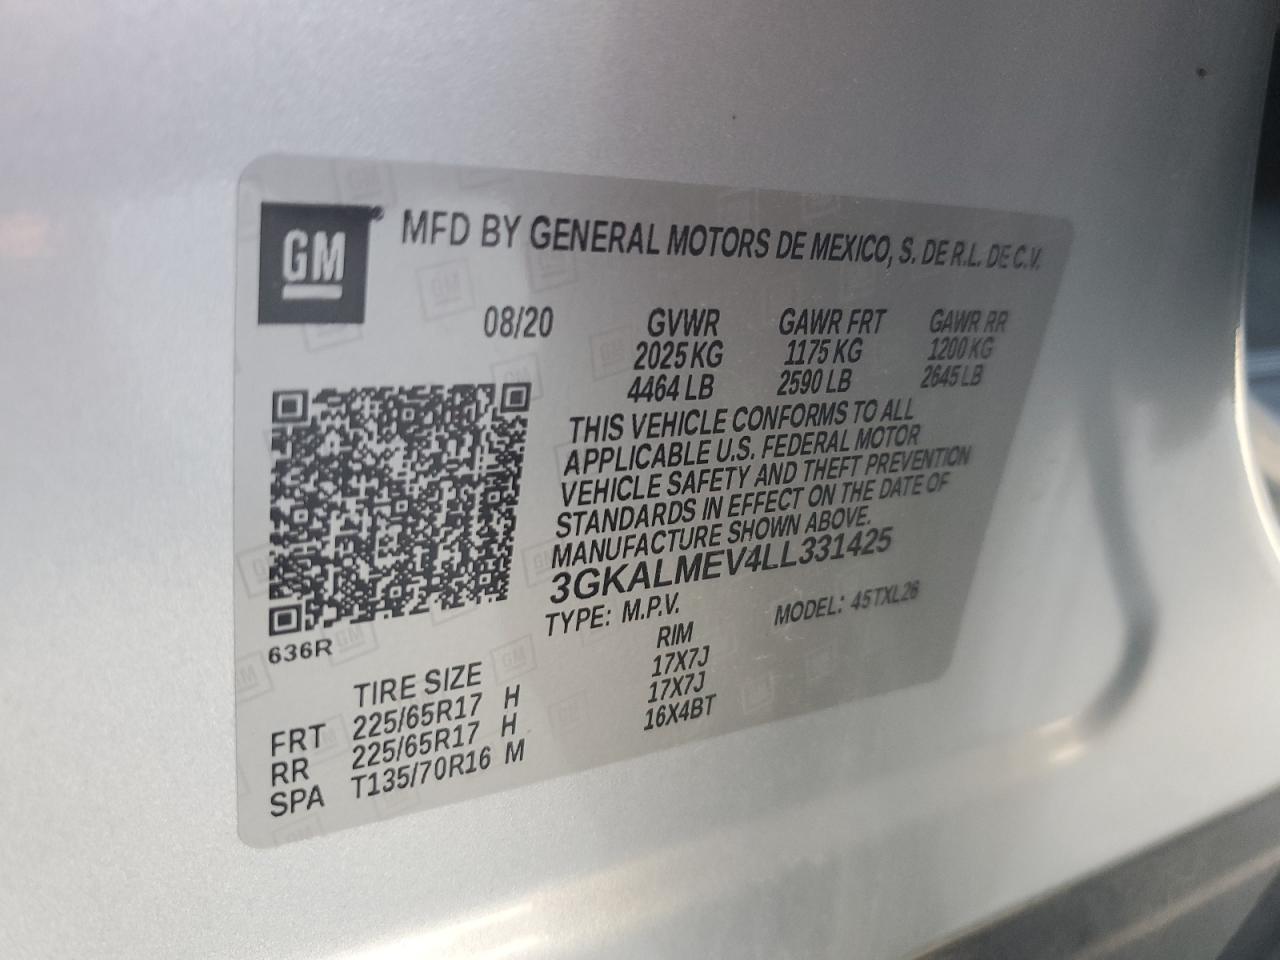 GM® MFD BY GENERAL MOTORS DE MEXICO, S. DE R.L. DE C.V.
08/20 GVWR GAWR FRT GAWR RR
2025 KG 1175 KG 1200 KG
4464 LB 2590 LB 2645 LB
THIS VEHICLE CONFORMS TO ALL
APPLICABLE U.S. FEDERAL MOTOR
VEHICLE SAFETY AND THEFT PREVENTION
STANDARDS IN EFFECT ON THE DATE OF
MANUFACTURE SHOWN ABOVE.
3GKALMEV4LL331425
TYPE: M.P.V. MODEL: 45TXL26
636R
TIRE SIZE RIM
FRT 225/65R17 H 17X7J
RR 225/65R17 H 17X7J
SPA T135/70R16 M 16X4BT